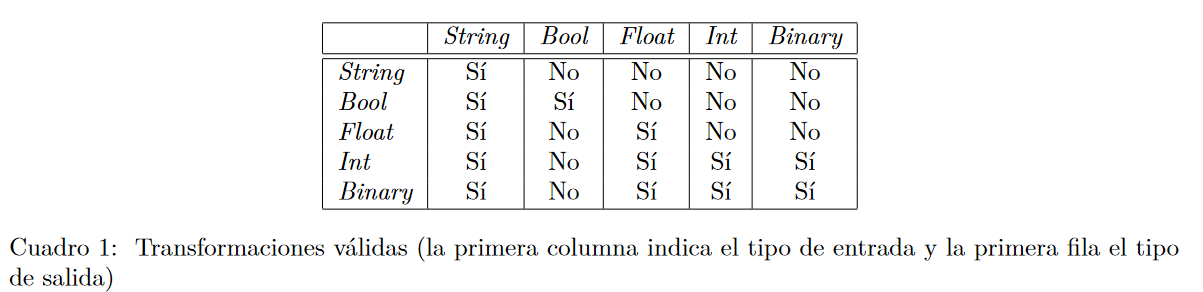 String Bool Float Int Binary
String Sí No No No No
Bool Sí Sí No No No
Float Sí No Sí No No
Int Sí No Sí Sí Sí
Binary Sí No Sí Sí Sí
Cuadro 1: Transformaciones válidas (la primera columna indica el tipo de entrada y la primera fila el tipo
de salida)